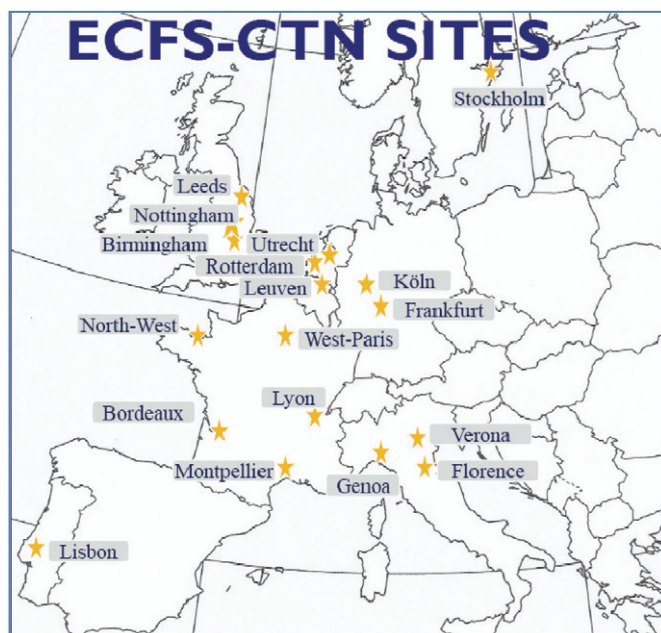 ECFS-CTN SITES
Stockholm
Leeds
Nottingham
Birmingham
Utrecht
Rotterdam
Leuven
Köln
Frankfurt
North-West
West-Paris
Lyon
Bordeaux
Verona
Montpellier
Genoa
Florence
Lisbon